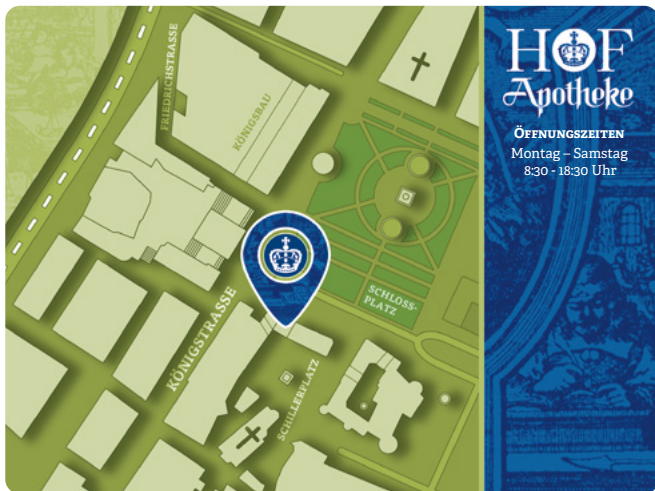 FRIEDRICHSTRASSE
KÖNIGSBAU
KÖNIGSTRASSE
SCHLOSS-
PLATZ
SCHILLERPLATZ
HOF
Apotheke
ÖFFNUNGSZEITEN
Montag – Samstag
8:30 - 18:30 Uhr